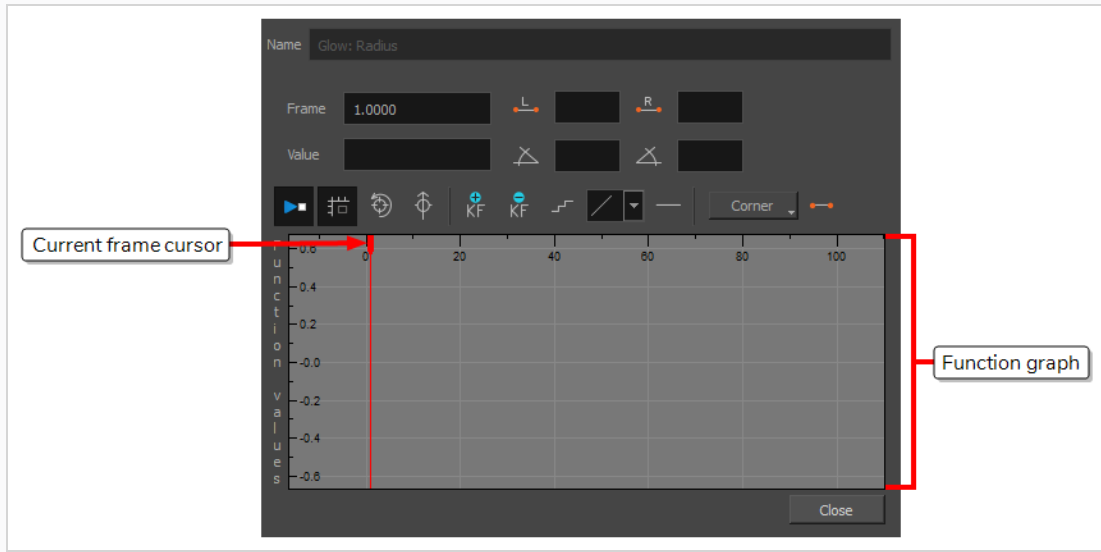 Name Glow: Radius
Frame 1.0000 L R
Value
KF KF Corner
Current frame cursor
Function values
0 20 40 60 80 100
-0.6
-0.4
-0.2
-0.0
-0.2
-0.4
-0.6
Function graph
Close